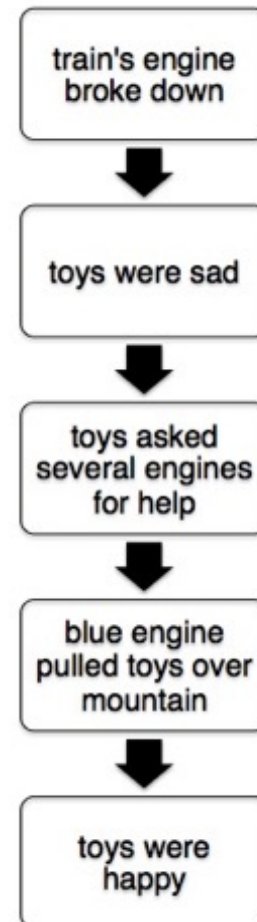 train's engine
broke down
toys were sad
toys asked
several engines
for help
blue engine
pulled toys over
mountain
toys were
happy